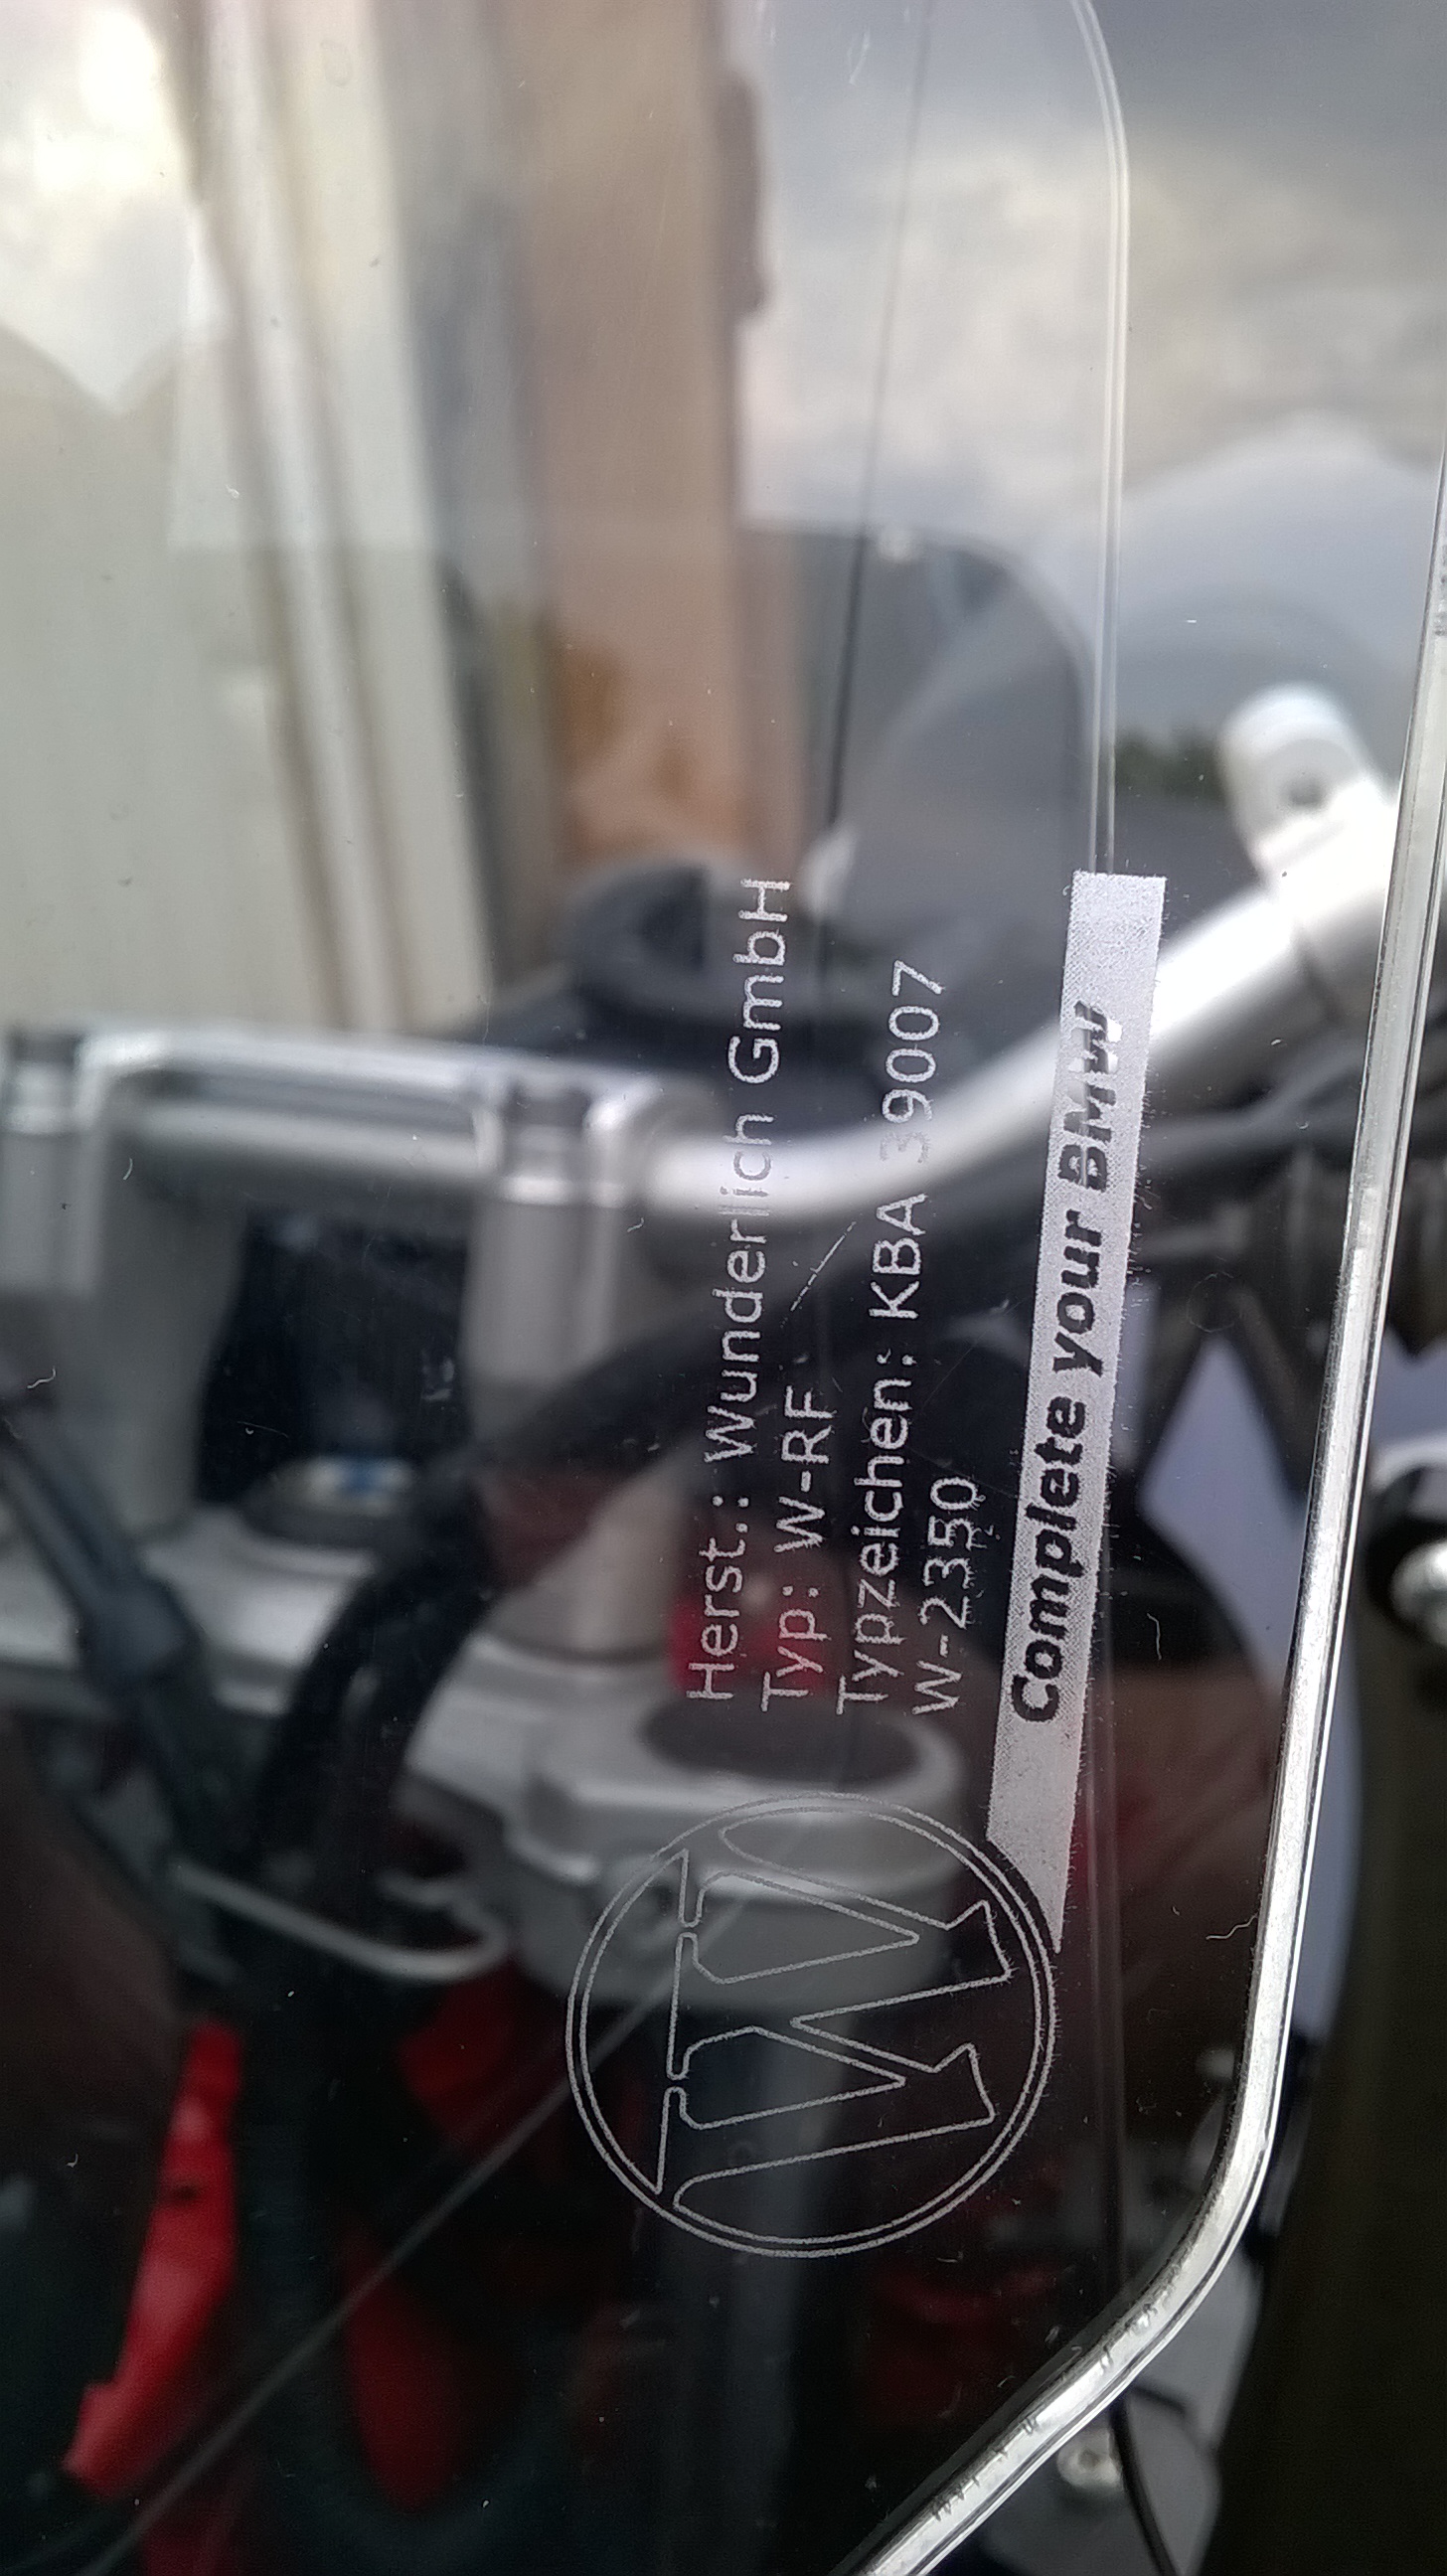 Herst.: Wunderlich GmbH
Typ: W-RF
Typzeichen: KBA 39007
W-2350
Complete your BMW
W